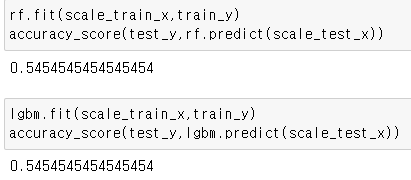 rf.fit(scale_train_x,train_y)
accuracy_score(test_y,rf.predict(scale_test_x))
0.5454545454545454
lgbm.fit(scale_train_x,train_y)
accuracy_score(test_y,lgbm.predict(scale_test_x))
0.5454545454545454